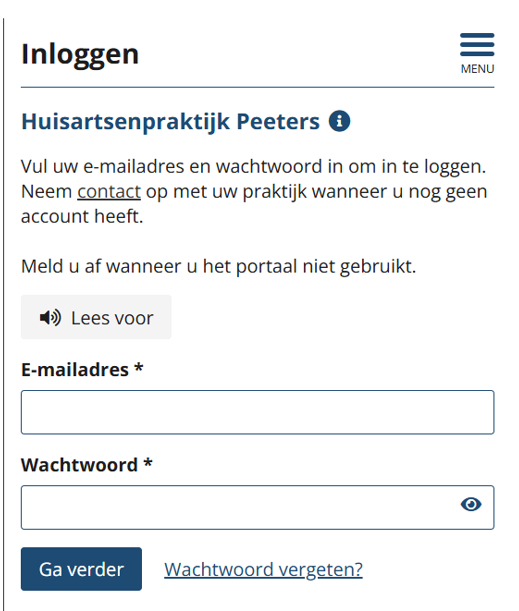 Inloggen
MENU
Huisartsenpraktijk Peeters
Vul uw e-mailadres en wachtwoord in om in te loggen.
Neem contact op met uw praktijk wanneer u nog geen
account heeft.
Meld u af wanneer u het portaal niet gebruikt.
Lees voor
E-mailadres *
Wachtwoord *
Ga verder Wachtwoord vergeten?